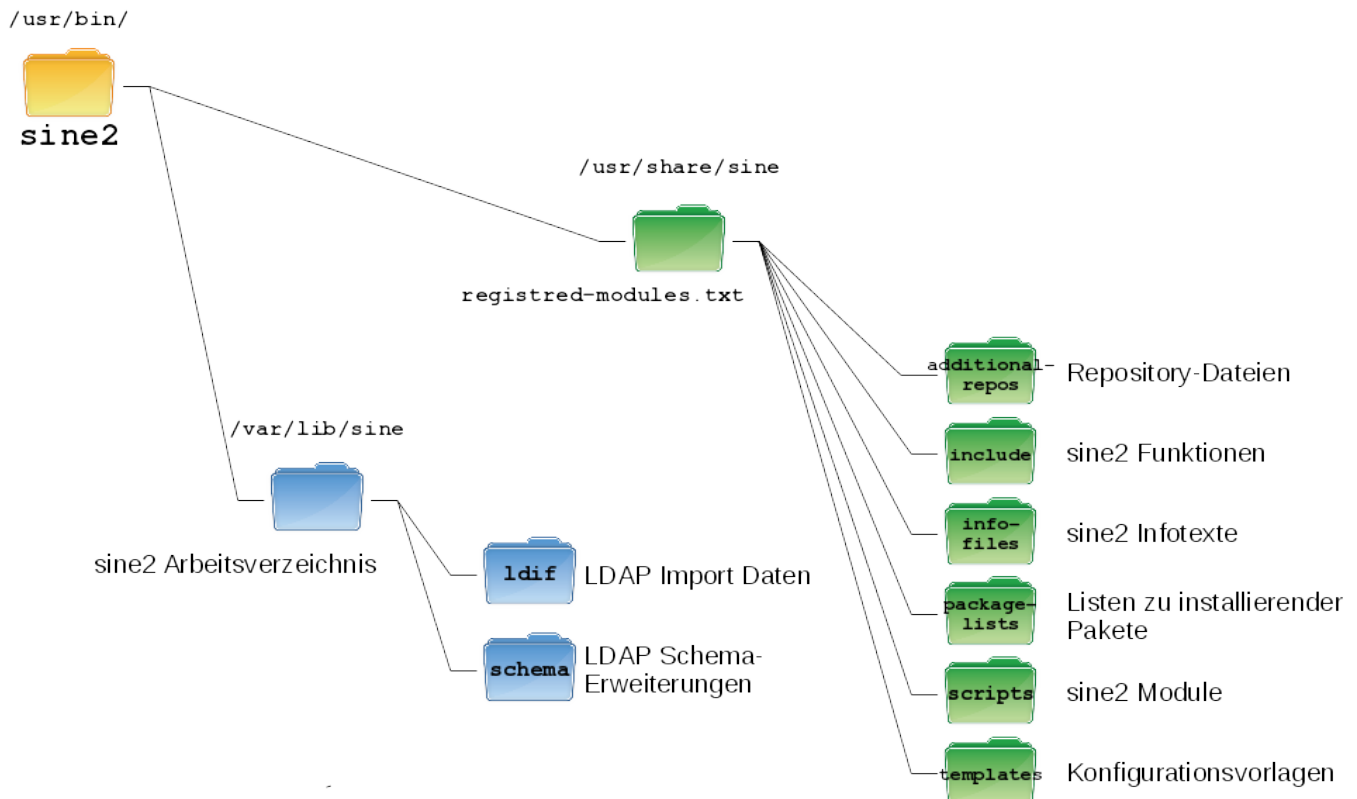 /usr/bin/
sine2
/usr/share/sine
registred-modules.txt
additional-
repos
Repository-Dateien
include
sine2 Funktionen
info-
files
sine2 Infotexte
package-
lists
Listen zu installierender
Pakete
scripts
sine2 Module
templates
Konfigurationsvorlagen
/var/lib/sine
sine2 Arbeitsverzeichnis
ldif
LDAP Import Daten
schema
LDAP Schema-
Erweiterungen